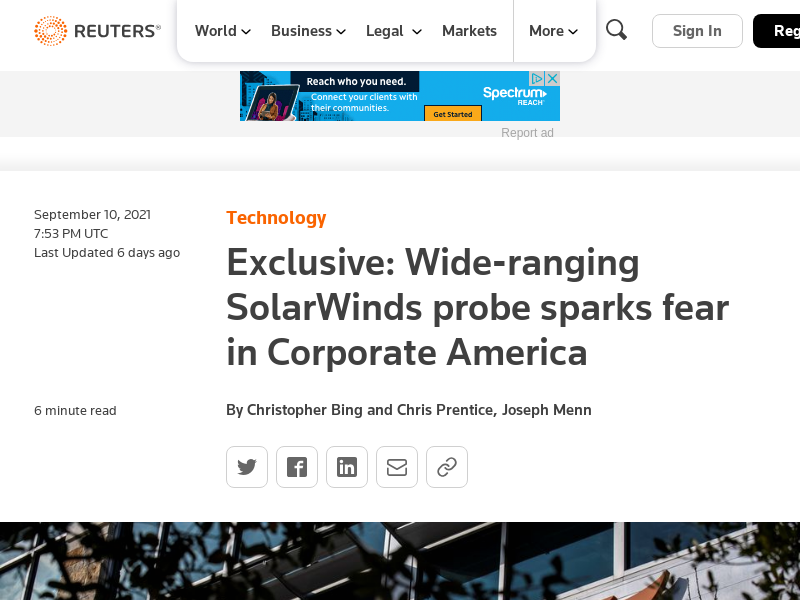 REUTERS®
World
Business
Legal
Markets
More
Sign In
Reach who you need.
Connect your clients with
their communities.
Get Started
Spectrum
REACH
Report ad
September 10, 2021
7:53 PM UTC
Last Updated 6 days ago
Technology
Exclusive: Wide-ranging
SolarWinds probe sparks fear
in Corporate America
6 minute read
By Christopher Bing and Chris Prentice, Joseph Menn